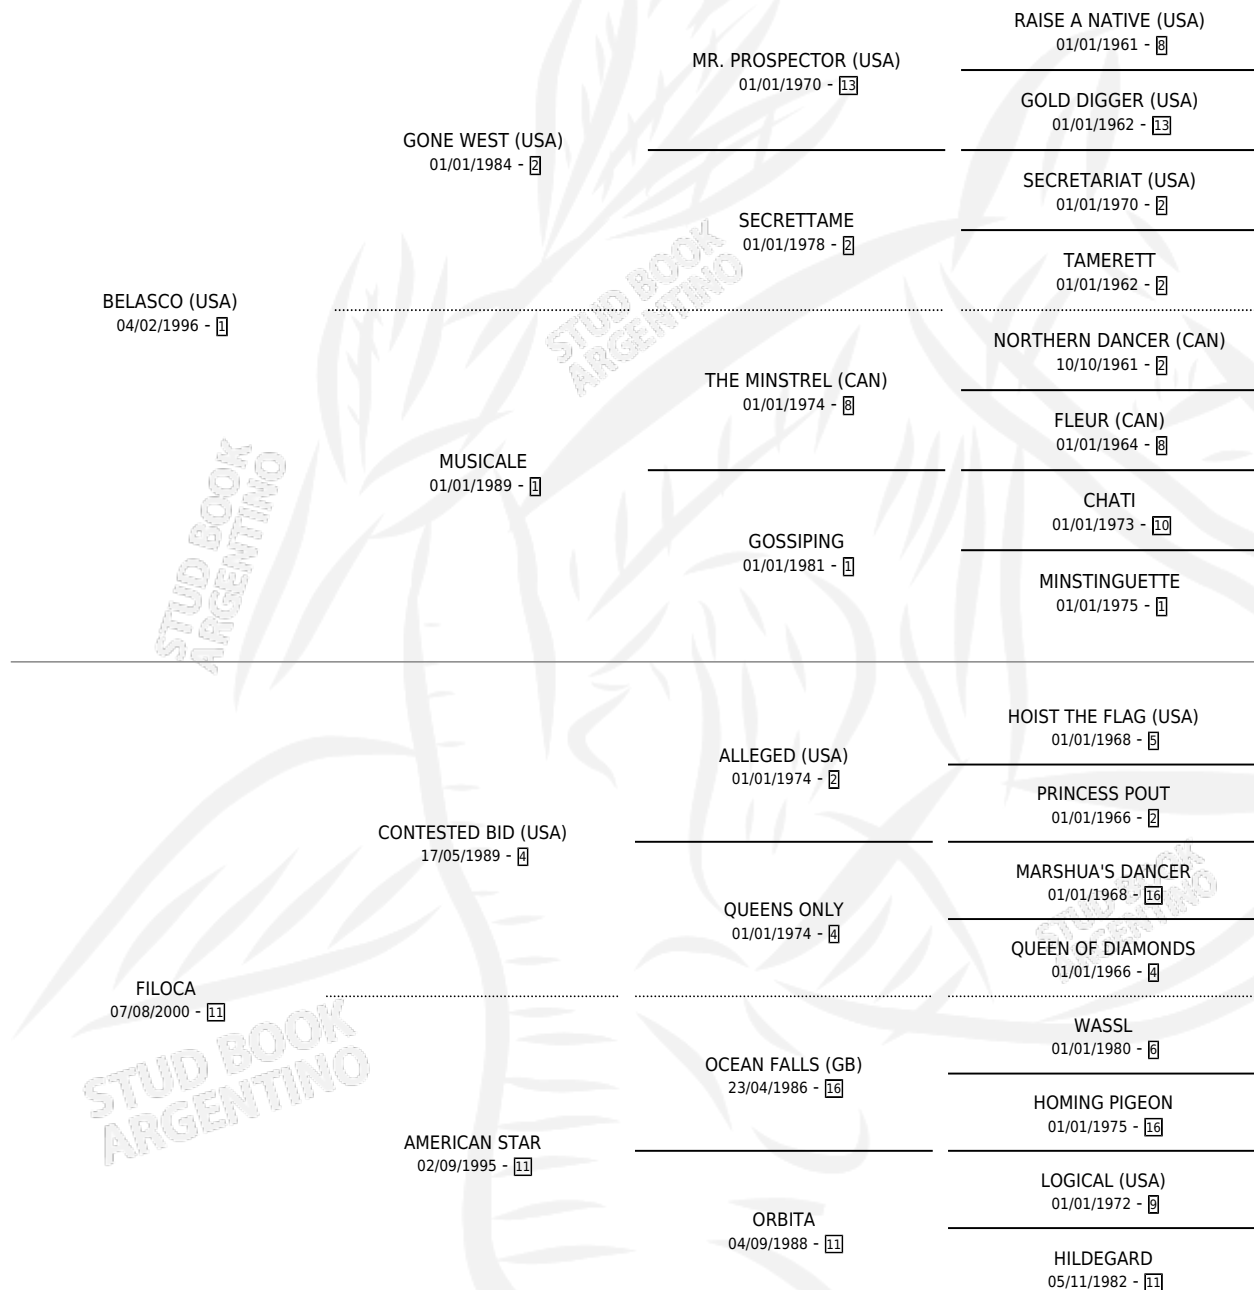 RAISE A NATIVE (USA)
01/01/1961 - 8
MR. PROSPECTOR (USA)
01/01/1970 - 13
GOLD DIGGER (USA)
01/01/1962 - 13
GONE WEST (USA)
01/01/1984 - 2
SECRETARIAT (USA)
01/01/1970 - 2
SECRETTAME
01/01/1978 - 2
TAMERETT
01/01/1962 - 2
BELASCO (USA)
04/02/1996 - 1
NORTHERN DANCER (CAN)
10/10/1961 - 2
THE MINSTREL (CAN)
01/01/1974 - 8
FLEUR (CAN)
01/01/1964 - 8
MUSICALE
01/01/1989 - 1
CHATI
01/01/1973 - 10
GOSSIPING
01/01/1981 - 1
MINSTINGUETTE
01/01/1975 - 1
HOIST THE FLAG (USA)
01/01/1968 - 5
ALLEGED (USA)
01/01/1974 - 2
PRINCESS POUT
01/01/1966 - 2
CONTESTED BID (USA)
17/05/1989 - 4
MARSHUA'S DANCER
01/01/1968 - 16
QUEENS ONLY
01/01/1974 - 4
QUEEN OF DIAMONDS
01/01/1966 - 4
FILOCA
07/08/2000 - 11
WASSL
01/01/1980 - 6
OCEAN FALLS (GB)
23/04/1986 - 16
HOMING PIGEON
01/01/1975 - 16
AMERICAN STAR
02/09/1995 - 11
LOGICAL (USA)
01/01/1972 - 9
ORBITA
04/09/1988 - 11
HILDEGARD
05/11/1982 - 11
STUD BOOK
ARGENTINO
STUD BOOK
ARGENTINO
STUD BOOK
ARGENTINO
STUD BOOK
ARGENTINO